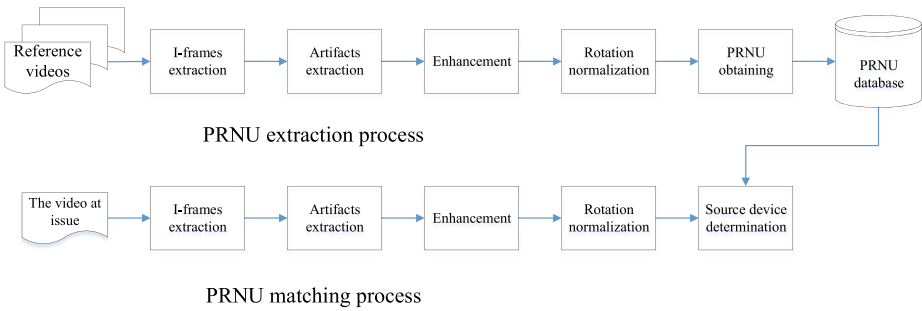 Reference
videos
I-frames
extraction
Artifacts
extraction
Enhancement
Rotation
normalization
PRNU
obtaining
PRNU
database
PRNU extraction process
The video at
issue
I-frames
extraction
Artifacts
extraction
Enhancement
Rotation
normalization
Source device
determination
PRNU matching process